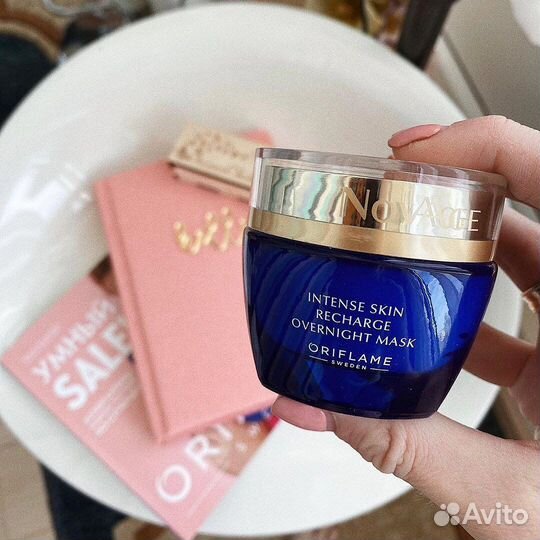 NOVAGE
INTENSE SKIN
RECHARGE
OVERNIGHT MASK
ORIFLAME
SWEDEN
УМНЫЙ
SALE
ORI
Avito